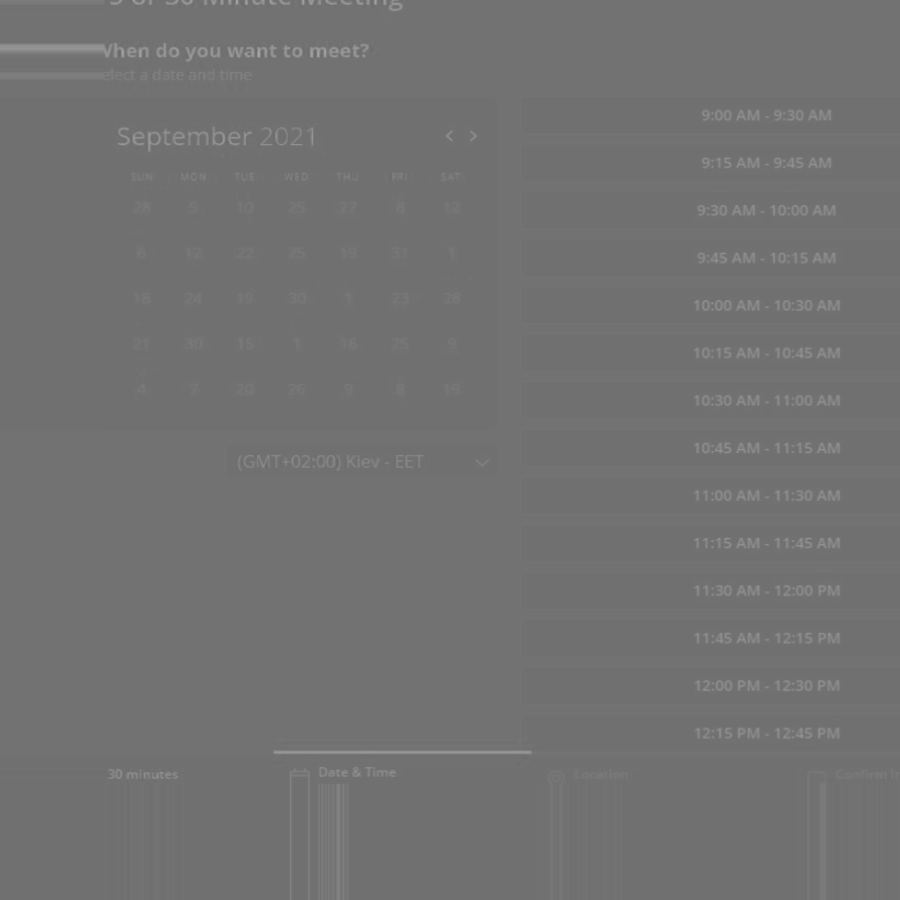 5 or 30 Minute Meeting
When do you want to meet?
elect a date and time
September 2021
SUN MON TUE WED THU FRI SAT
28 5 10 25 27 6 12
6 12 22 25 19 31 1
18 24 19 30 1 23 28
21 30 15 1 16 25 9
4 7 20 26 9 8 15
(GMT+02:00) Kiev - EET
9:00 AM - 9:30 AM
9:15 AM - 9:45 AM
9:30 AM - 10:00 AM
9:45 AM - 10:15 AM
10:00 AM - 10:30 AM
10:15 AM - 10:45 AM
10:30 AM - 11:00 AM
10:45 AM - 11:15 AM
11:00 AM - 11:30 AM
11:15 AM - 11:45 AM
11:30 AM - 12:00 PM
11:45 AM - 12:15 PM
12:00 PM - 12:30 PM
12:15 PM - 12:45 PM
30 minutes
Date & Time
Location
Confirm